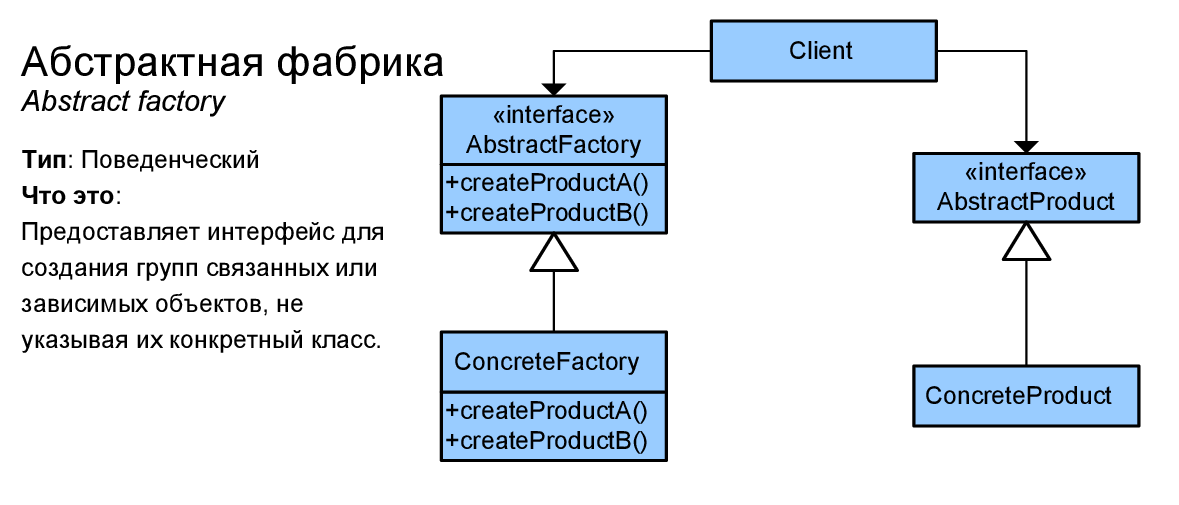 Абстрактная фабрика
Abstract factory
Тип: Поведенческий
Что это:
Предоставляет интерфейс для
создания групп связанных или
зависимых объектов, не
указывая их конкретный класс.
Client
«interface»
AbstractFactory
+createProductA()
+createProductB()
«interface»
AbstractProduct
ConcreteFactory
+createProductA()
+createProductB()
ConcreteProduct